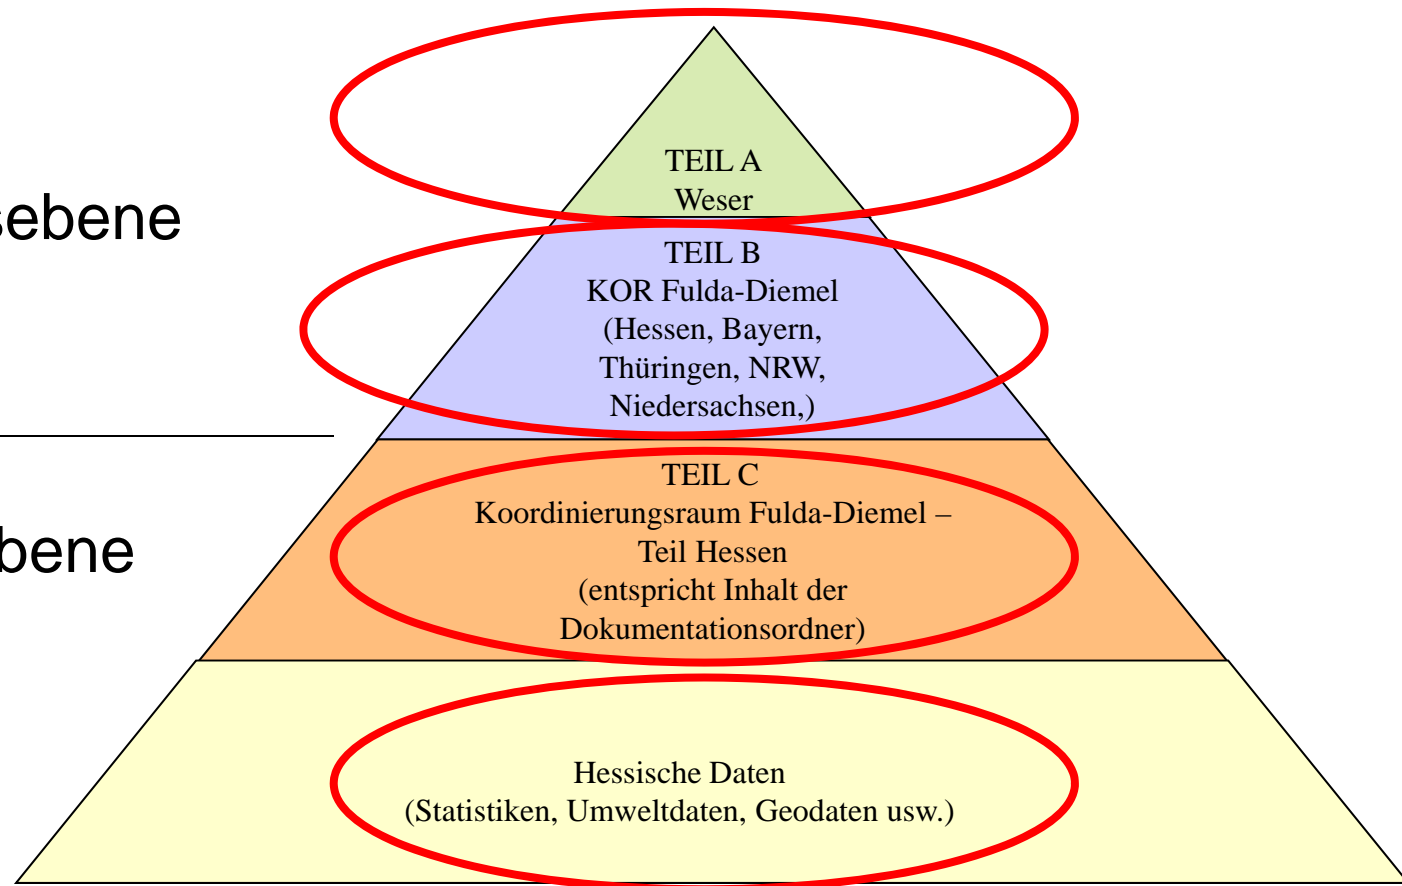 TEIL A
Weser
sebene
TEIL B
KOR Fulda-Diemel
(Hessen, Bayern,
Thüringen, NRW,
Niedersachsen,)
TEIL C
Koordinierungsraum Fulda-Diemel –
Teil Hessen
(entspricht Inhalt der
Dokumentationsordner)
bene
Hessische Daten
(Statistiken, Umweltdaten, Geodaten usw.)